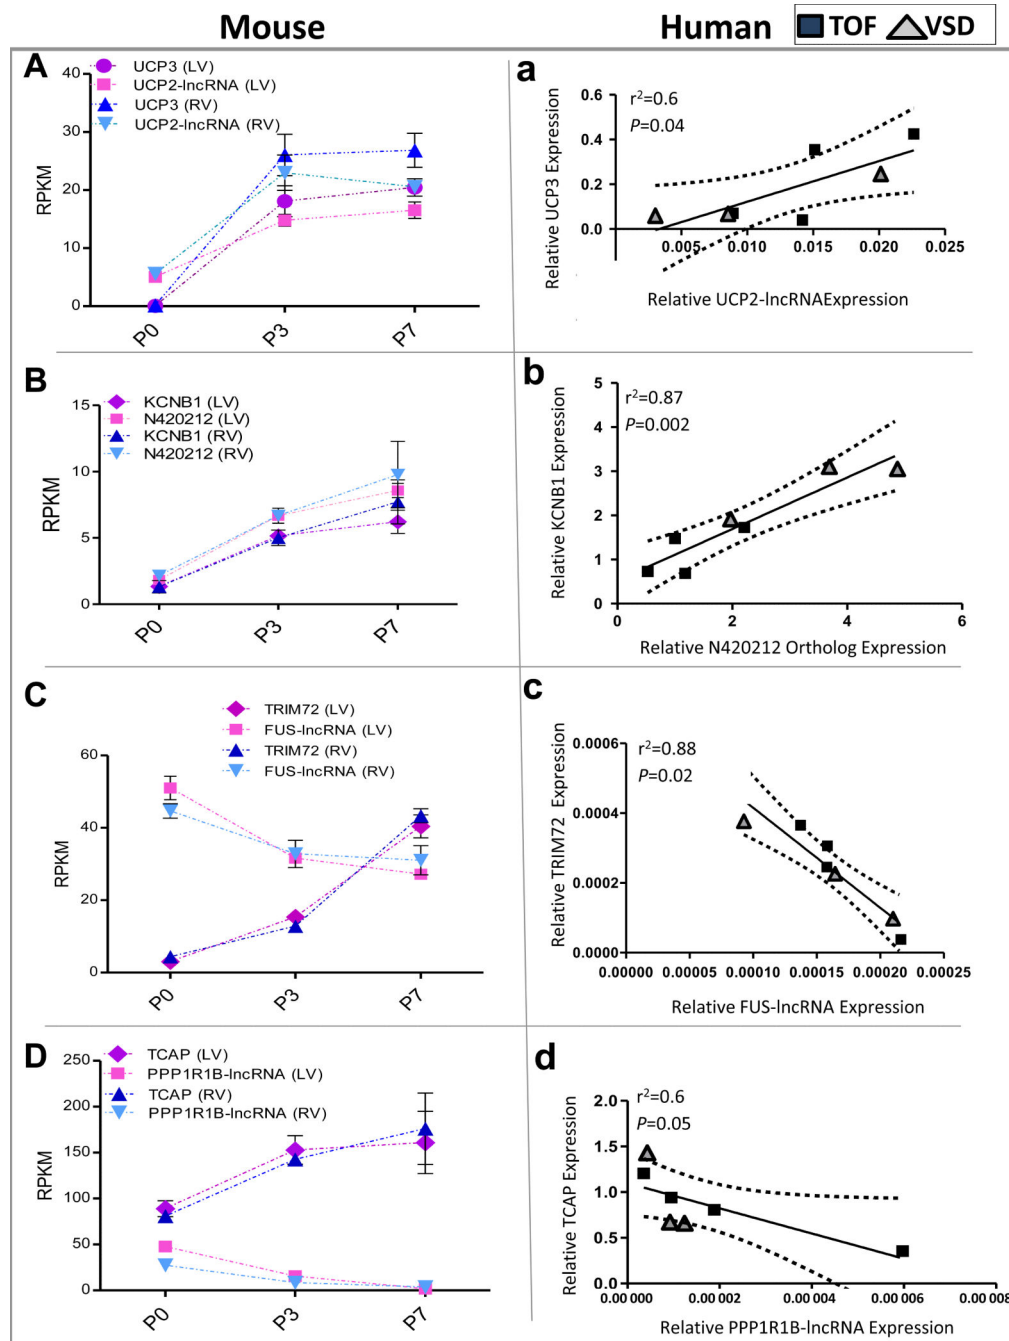 Mouse
Human
TOF
VSD
A
UCP3 (LV)
UCP2-lncRNA (LV)
UCP3 (RV)
UCP2-lncRNA (RV)
40
30
20
10
0
RPKM
P0
P3
P7
a
r²=0.6
P=0.04
0.6
0.4
0.2
0.0
Relative UCP3 Expression
0.005
0.010
0.015
0.020
0.025
Relative UCP2-lncRNAExpression
B
KCNB1 (LV)
N420212 (LV)
KCNB1 (RV)
N420212 (RV)
15
10
5
0
RPKM
P0
P3
P7
b
r²=0.87
P=0.002
5
4
3
2
1
0
Relative KCNB1 Expression
0
2
4
6
Relative N420212 Ortholog Expression
C
TRIM72 (LV)
FUS-lncRNA (LV)
TRIM72 (RV)
FUS-lncRNA (RV)
60
40
20
0
RPKM
P0
P3
P7
c
r²=0.88
P=0.02
0.0006
0.0004
0.0002
0.0000
Relative TRIM72 Expression
0.00000
0.00005
0.00010
0.00015
0.00020
0.00025
Relative FUS-lncRNA Expression
D
TCAP (LV)
PPP1R1B-lncRNA (LV)
TCAP (RV)
PPP1R1B-lncRNA (RV)
250
200
150
100
50
0
RPKM
P0
P3
P7
d
r²=0.6
P=0.05
2.0
1.5
1.0
0.5
0.0
Relative TCAP Expression
0.00000
0.00002
0.00004
0.00006
0.00008
Relative PPP1R1B-lncRNA Expression